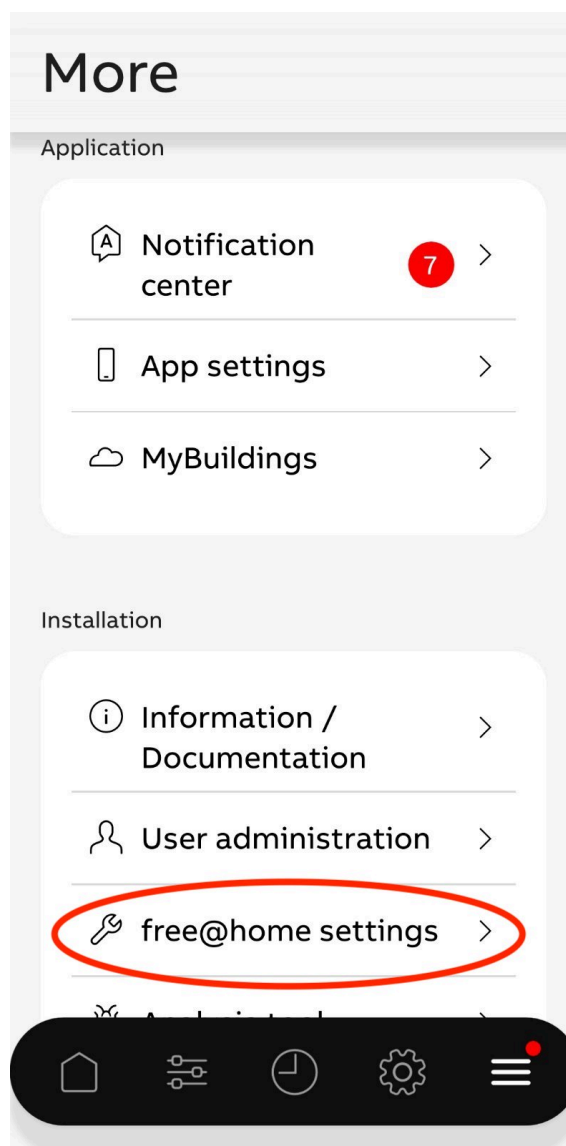 More
Application
Notification
center
7
App settings
MyBuildings
Installation
Information /
Documentation
User administration
free@home settings